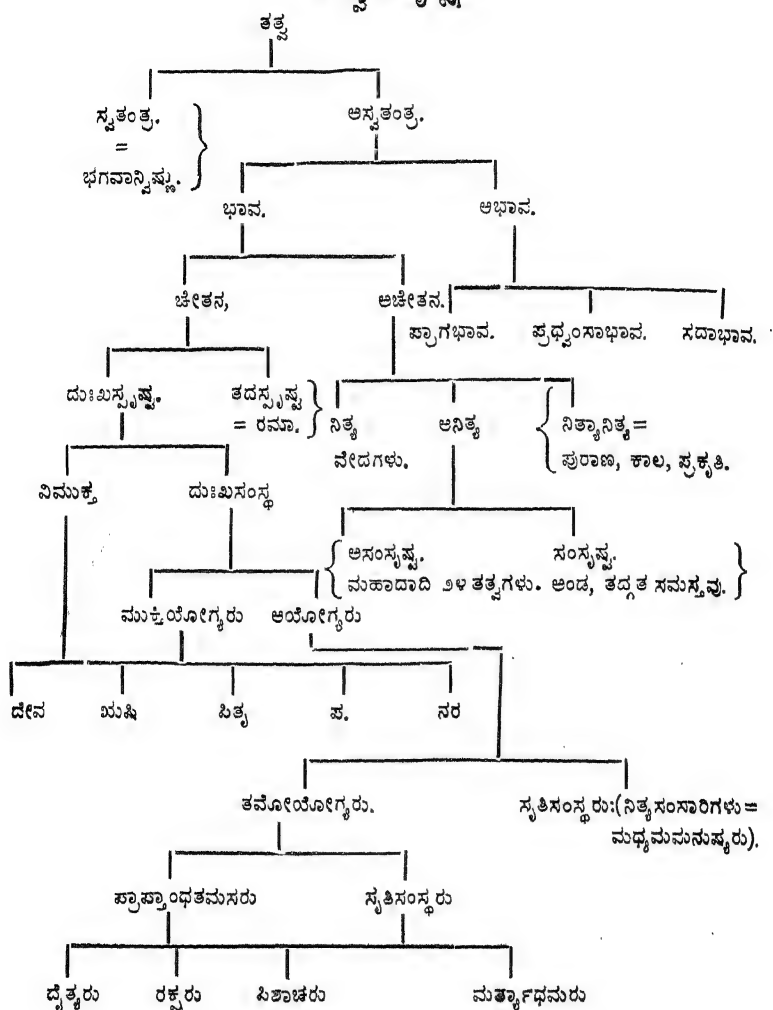 ತತ್ತ್ವ
ಸ್ವತಂತ್ರ. ಅಸ್ವತಂತ್ರ.
=
ಭಗವಾನ್ವಿಷ್ಣು.
ಭಾವ. ಅಭಾವ.
ಚೇತನ, ಅಚೇತನ.
ಪ್ರಾಗಭಾವ. ಪ್ರಧ್ವಂಸಾಭಾವ. ಸದಾಭಾವ.
ದುಃಖಸ್ಪೃಷ್ಟ. ತದಸ್ಪೃಷ್ಟ
= ರಮಾ. ನಿತ್ಯ ಅನಿತ್ಯ ನಿತ್ಯಾನಿತ್ಯ =
ವೇದಗಳು. ಪುರಾಣ, ಕಾಲ, ಪ್ರಕೃತಿ.
ವಿಮುಕ್ತ ದುಃಖಸಂಸ್ಥ
ಅಸಂಸೃಷ್ಟ. ಸಂಸೃಷ್ಟ.
ಮಹಾದಾದಿ ೨೪ ತತ್ವಗಳು. ಅಂಡ, ತದ್ಗತ ಸಮಸ್ತವು.
ಮುಕ್ತಿಯೋಗ್ಯರು ಅಯೋಗ್ಯರು
ದೇವ ಋಷಿ ಪಿತೃ ಪ. ನರ
ತಮೋಯೋಗ್ಯರು. ಸೃತಿಸಂಸ್ಥರು:(ನಿತ್ಯಸಂಸಾರಿಗಳು=
ಮಧ್ಯಮಮನುಷ್ಯರು).
ಪ್ರಾಪ್ತಾಂಧತಮಸರು ಸೃತಿಸಂಸ್ಥರು
ದೈತ್ಯರು ರಕ್ಷರು ಪಿಶಾಚರು ಮರ್ತ್ಯಾಧಮರು